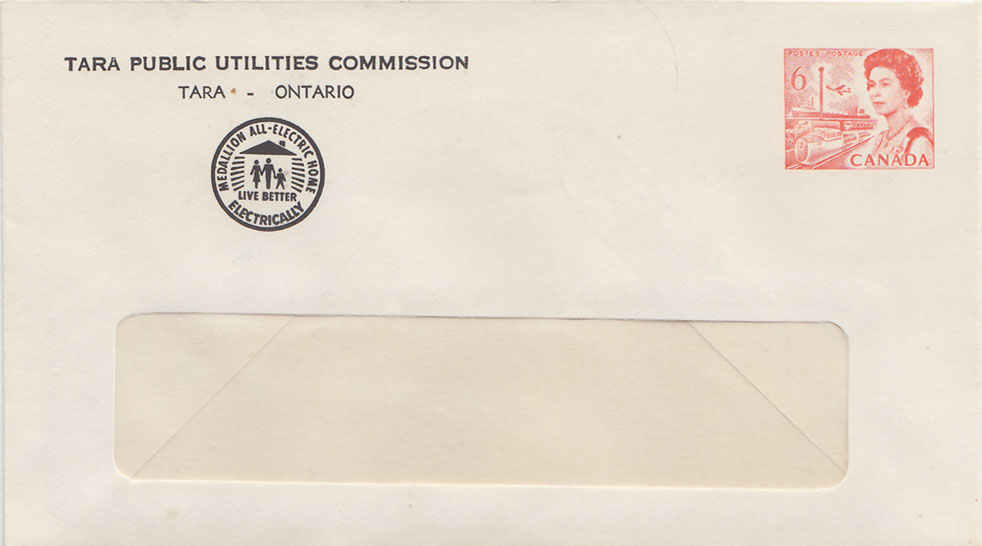 TARA PUBLIC UTILITIES COMMISSION
TARA - ONTARIO
MEDALLION ALL-ELECTRIC HOME
LIVE BETTER
ELECTRICALLY
POSTES POSTAGE
6
CANADA